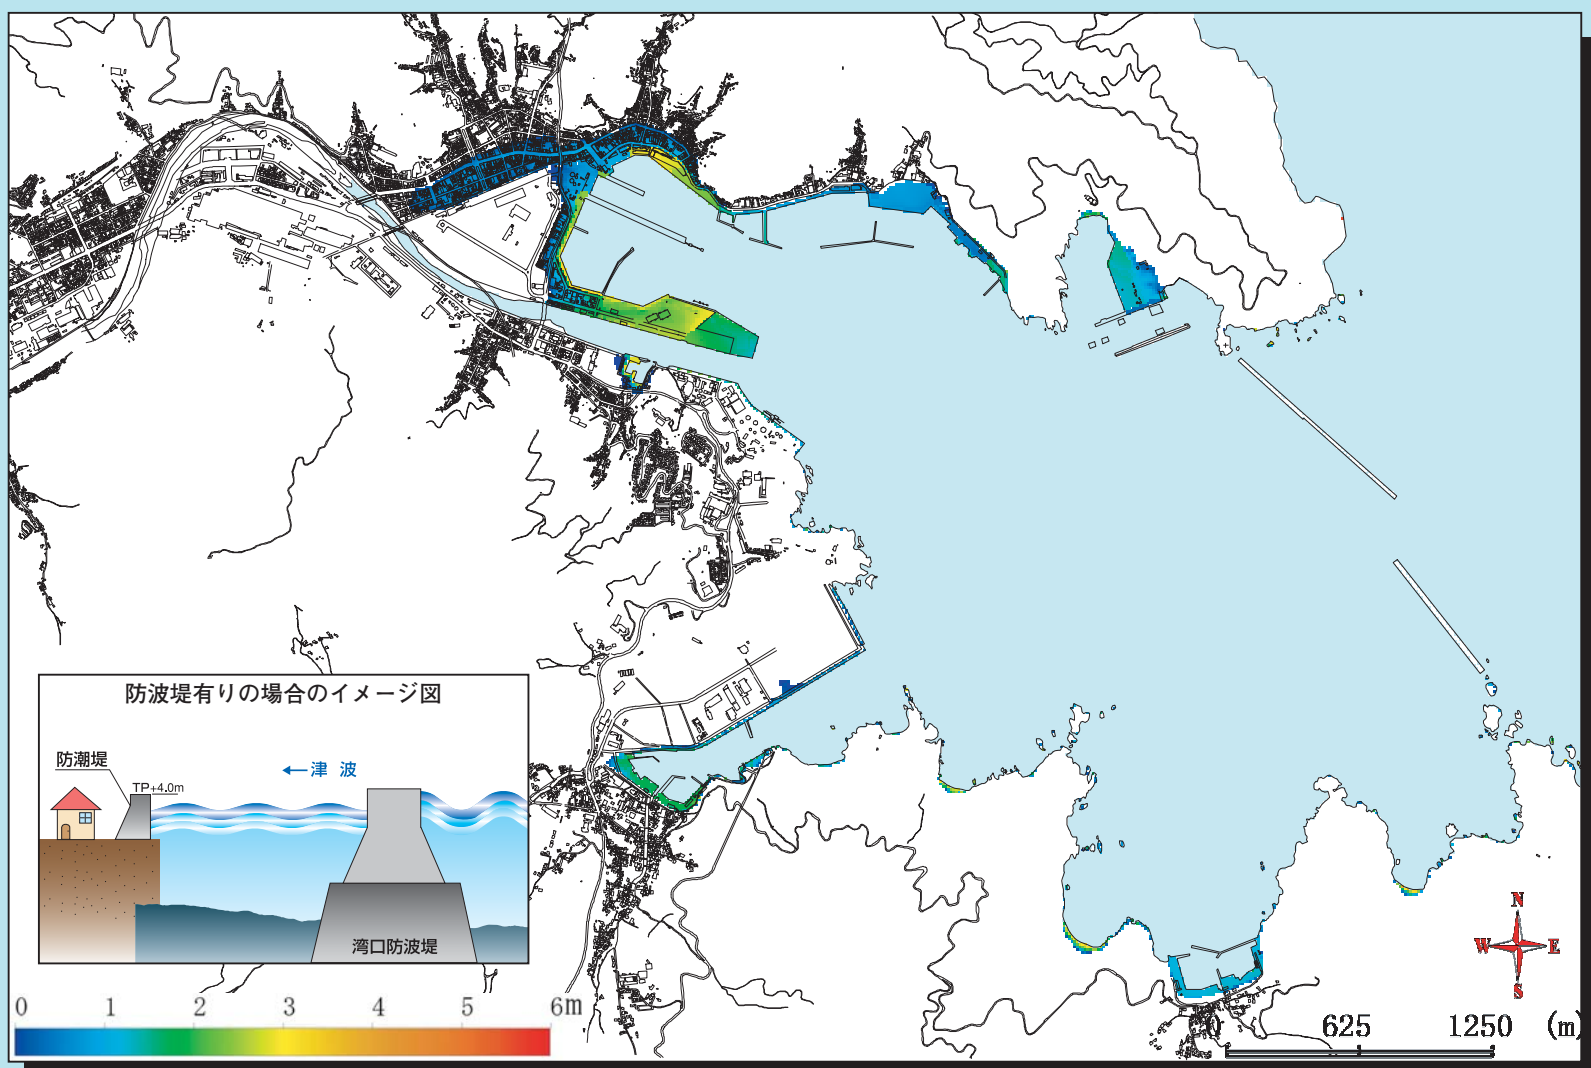 防波堤有りの場合のイメージ図
防潮堤
TP+4.0m
←津 波
湾口防波堤
0 1 2 3 4 5 6m
N
W E
S
0 625 1250 (m)